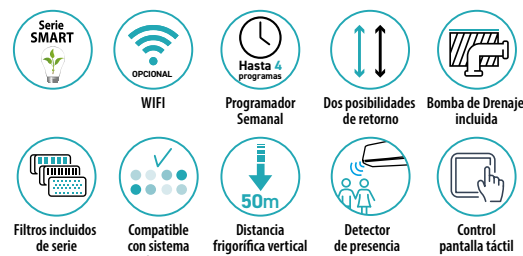 Serie
SMART
OPCIONAL
WIFI
Hasta 4
programas
Programador
Semanal
Dos posibilidades
de retorno
Bomba de Drenaje
incluida
Filtros incluidos
de serie
Compatible
con sistema
50m
Distancia
frigorífica vertical
Detector
de presencia
Control
pantalla táctil